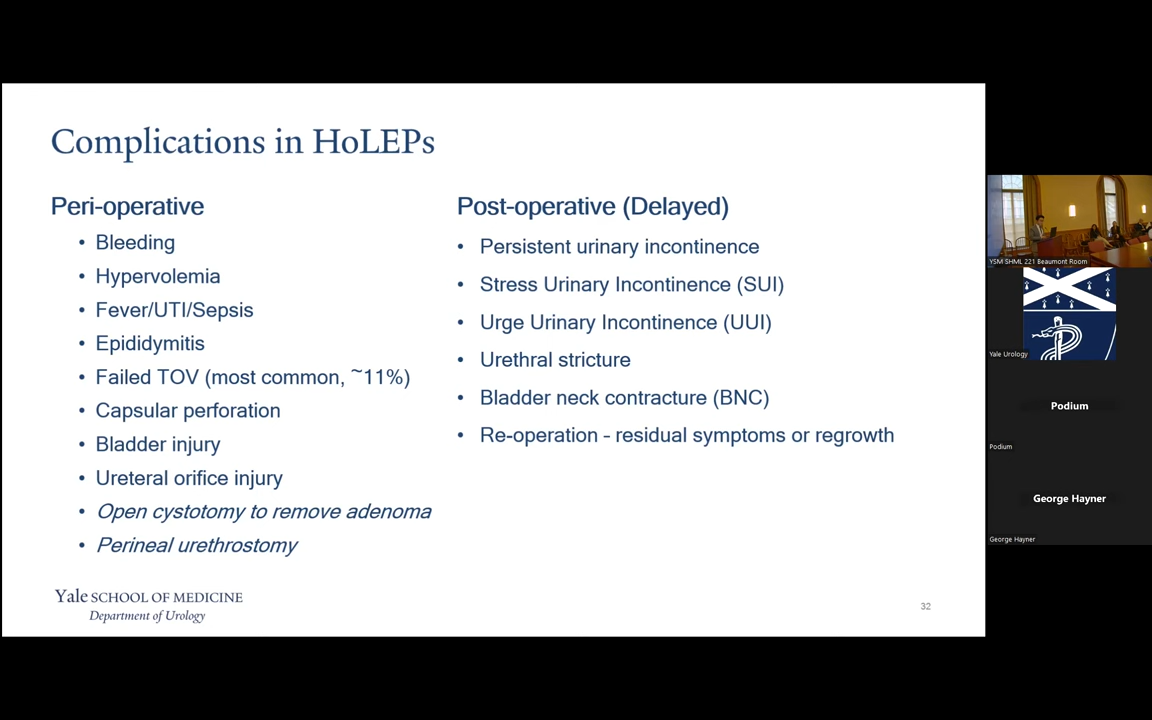 Complications in HoLEPs
Peri-operative
• Bleeding
• Hypervolemia
• Fever/UTI/Sepsis
• Epididymitis
• Failed TOV (most common, ~11%)
• Capsular perforation
• Bladder injury
• Ureteral orifice injury
• Open cystotomy to remove adenoma
• Perineal urethrostomy
Post-operative (Delayed)
• Persistent urinary incontinence
• Stress Urinary Incontinence (SUI)
• Urge Urinary Incontinence (UUI)
• Urethral stricture
• Bladder neck contracture (BNC)
• Re-operation - residual symptoms or regrowth
Yale SCHOOL OF MEDICINE
Department of Urology
32
YSM SHML 221 Beaumont Room
Yale Urology
Podium
Podium
George Hayner
George Hayner